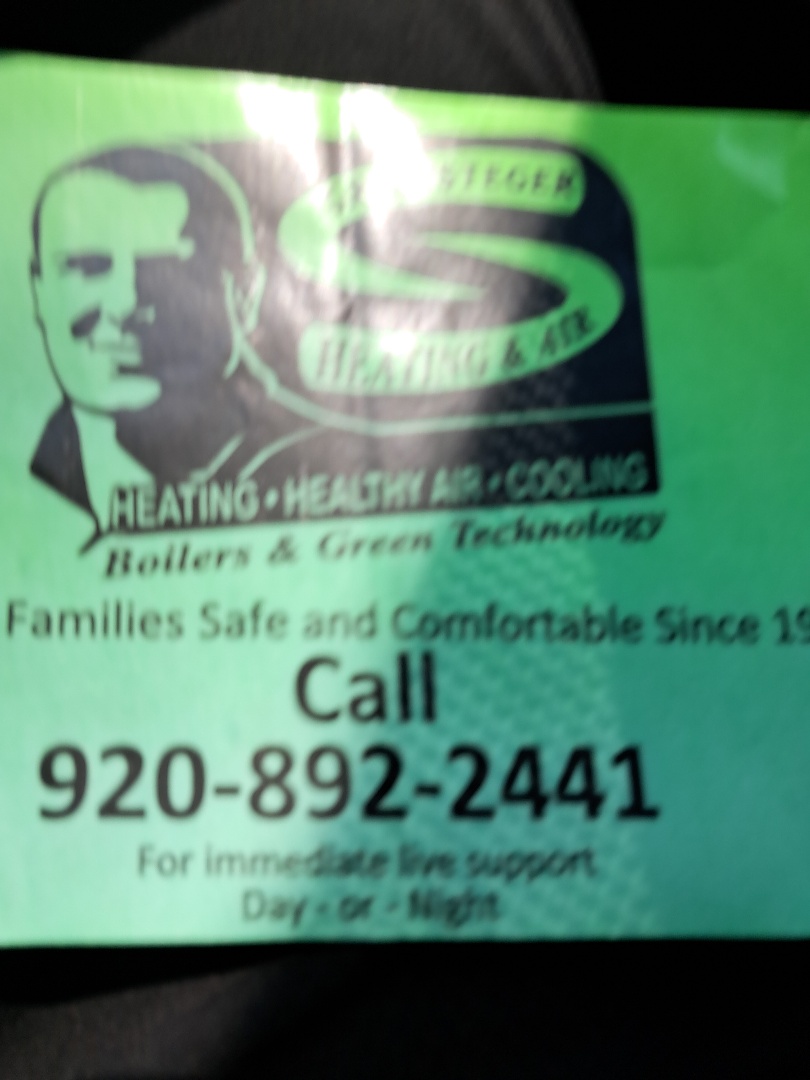 HEATING & AIR
HEATING • HEALTHY AIR • COOLING
Boilers & Green Technology
Families Safe and Comfortable Since 19
Call
920-892-2441
For immediate live support
Day - or - Night